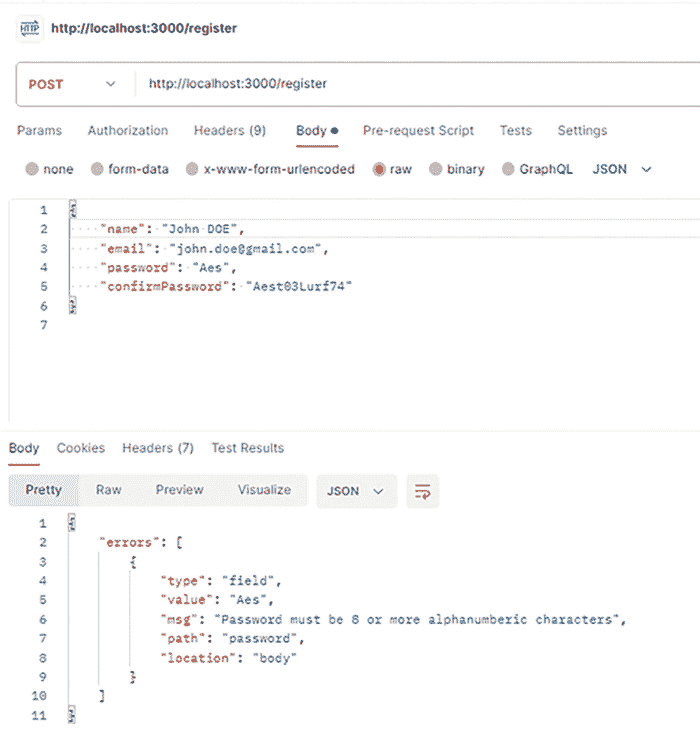 HTTP http://localhost:3000/register
POST http://localhost:3000/register
Params Authorization Headers (9) Body Pre-request Script Tests Settings
none form-data x-www-form-urlencoded raw binary GraphQL JSON
1 {
2 "name": "John DOE",
3 "email": "john.doe@gmail.com",
4 "password": "Aes",
5 "confirmPassword": "Aest03Lurf74"
6 }
7
Body Cookies Headers (7) Test Results
Pretty Raw Preview Visualize JSON
1 {
2 "errors": [
3 {
4 "type": "field",
5 "value": "Aes",
6 "msg": "Password must be 8 or more alphanumberic characters",
7 "path": "password",
8 "location": "body"
9 }
10 ]
11 }